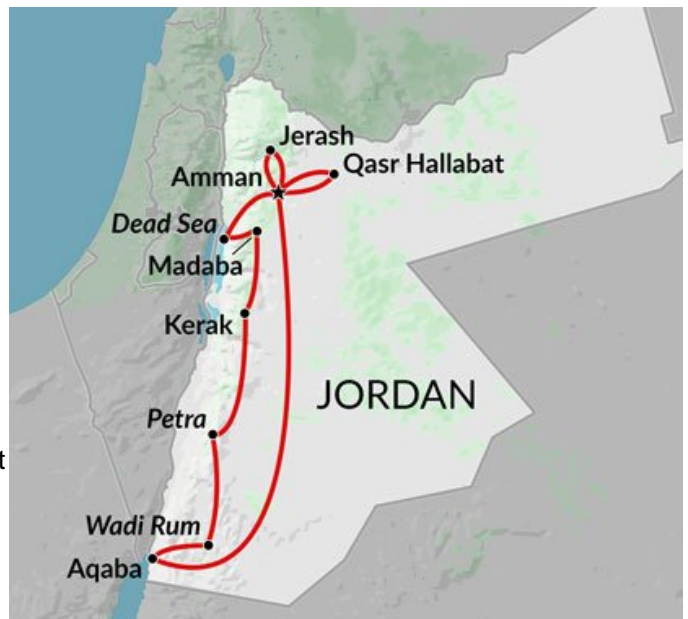 Jerash
Qasr Hallabat
Amman
Dead Sea
Madaba
Kerak
JORDAN
Petra
t
Wadi Rum
Aqaba